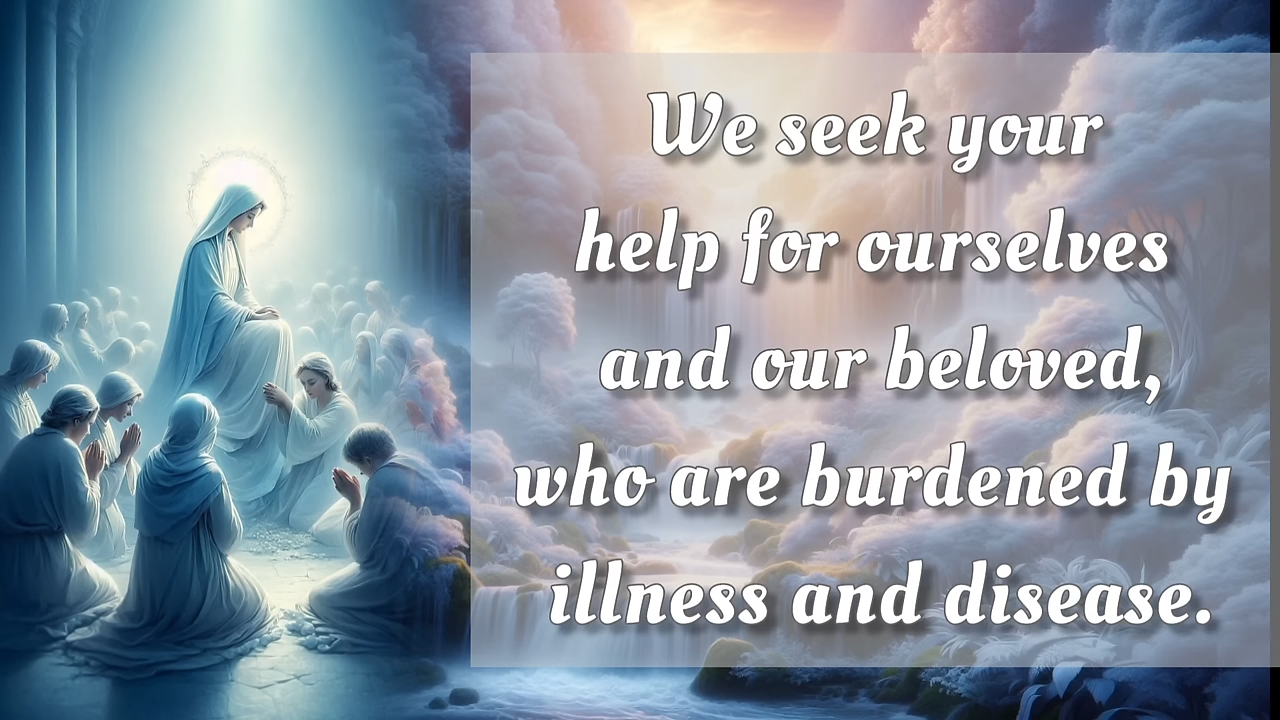 We seek your
help for ourselves
and our beloved,
who are burdened by
illness and disease.